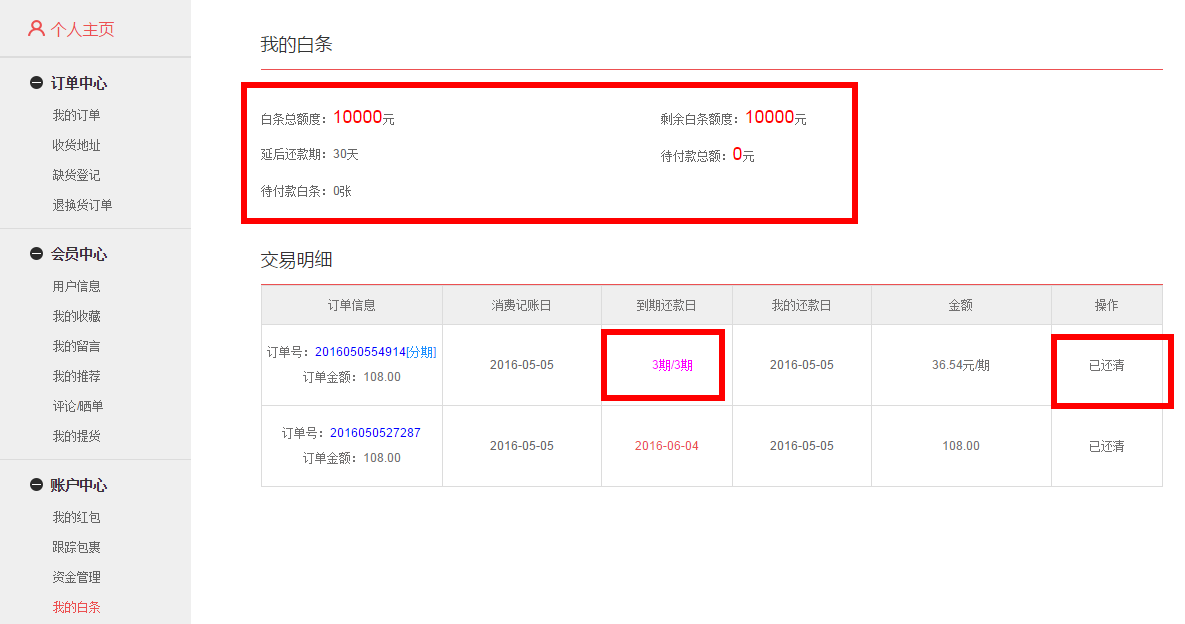 个人主页
订单中心
我的订单
收货地址
缺货登记
退换货订单
会员中心
用户信息
我的收藏
我的留言
我的推荐
评论/晒单
我的提货
账户中心
我的红包
跟踪包裹
资金管理
我的白条
我的白条
白条总额度：10000元 剩余白条额度：10000元
延后还款期：30天 待付款总额：0元
待付款白条：0张
交易明细
订单信息 消费记账日 到期还款日 我的还款日 金额 操作
订单号：2016050554914[分期]
订单金额：108.00
2016-05-05 3期/3期 2016-05-05 36.54元/期 已还清
订单号：2016050527287
订单金额：108.00
2016-05-05 2016-06-04 2016-05-05 108.00 已还清